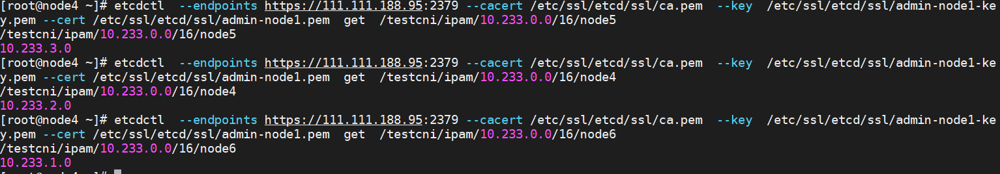 [root@node4 ~]# etcdctl  --endpoints https://111.111.188.95:2379 --cacert /etc/ssl/etcd/ssl/ca.pem  --key  /etc/ssl/etcd/ssl/admin-node1-ke
y.pem --cert /etc/ssl/etcd/ssl/admin-node1.pem  get  /testcni/ipam/10.233.0.0/16/node5
/testcni/ipam/10.233.0.0/16/node5
10.233.3.0
[root@node4 ~]# etcdctl  --endpoints https://111.111.188.95:2379 --cacert /etc/ssl/etcd/ssl/ca.pem  --key  /etc/ssl/etcd/ssl/admin-node1-ke
y.pem --cert /etc/ssl/etcd/ssl/admin-node1.pem  get  /testcni/ipam/10.233.0.0/16/node4
/testcni/ipam/10.233.0.0/16/node4
10.233.2.0
[root@node4 ~]# etcdctl  --endpoints https://111.111.188.95:2379 --cacert /etc/ssl/etcd/ssl/ca.pem  --key  /etc/ssl/etcd/ssl/admin-node1-ke
y.pem --cert /etc/ssl/etcd/ssl/admin-node1.pem  get  /testcni/ipam/10.233.0.0/16/node6
/testcni/ipam/10.233.0.0/16/node6
10.233.1.0
[root@node4 ~]#